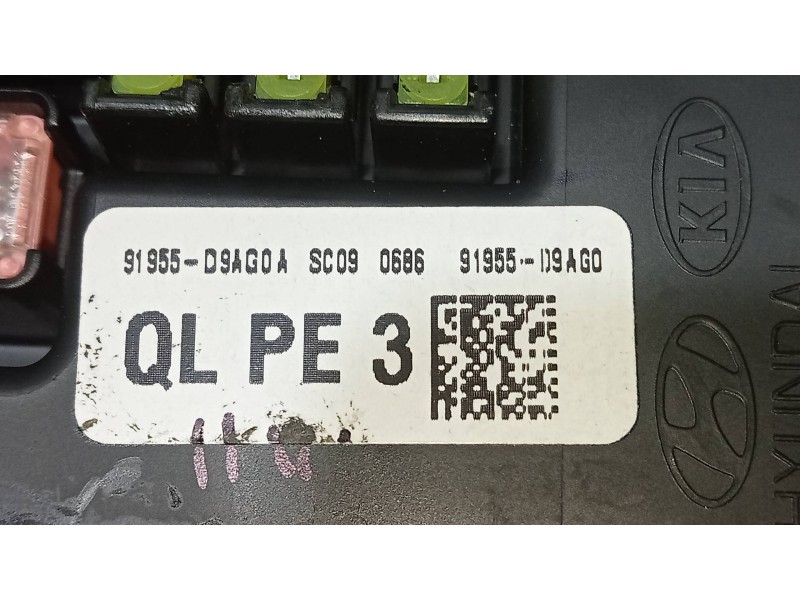 91955-D9AG0A SC09 0686 91955-D9AG0
QL PE 3
KIA
HYUNDAI